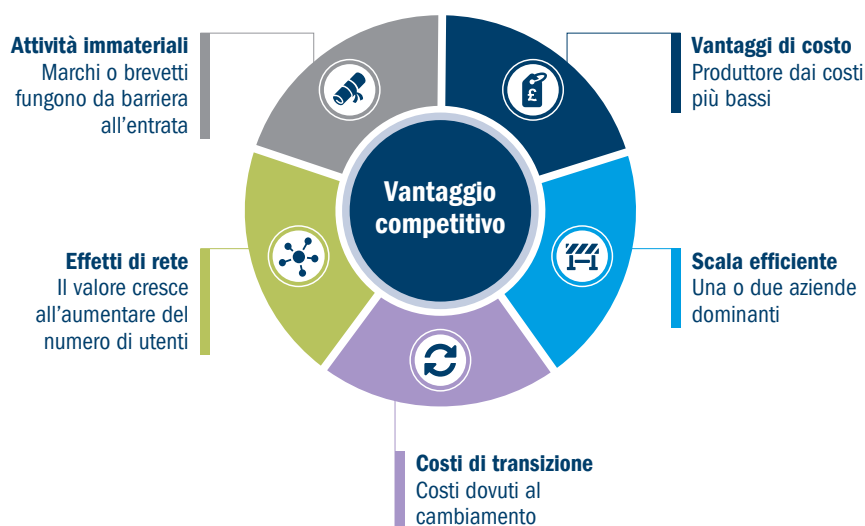 Attività immateriali
Marchi o brevetti
fungono da barriera
all'entrata
Vantaggi di costo
Produttore dai costi
più bassi
£
Vantaggio
competitivo
Effetti di rete
Il valore cresce
all'aumentare del
numero di utenti
Scala efficiente
Una o due aziende
dominanti
Costi di transizione
Costi dovuti al
cambiamento